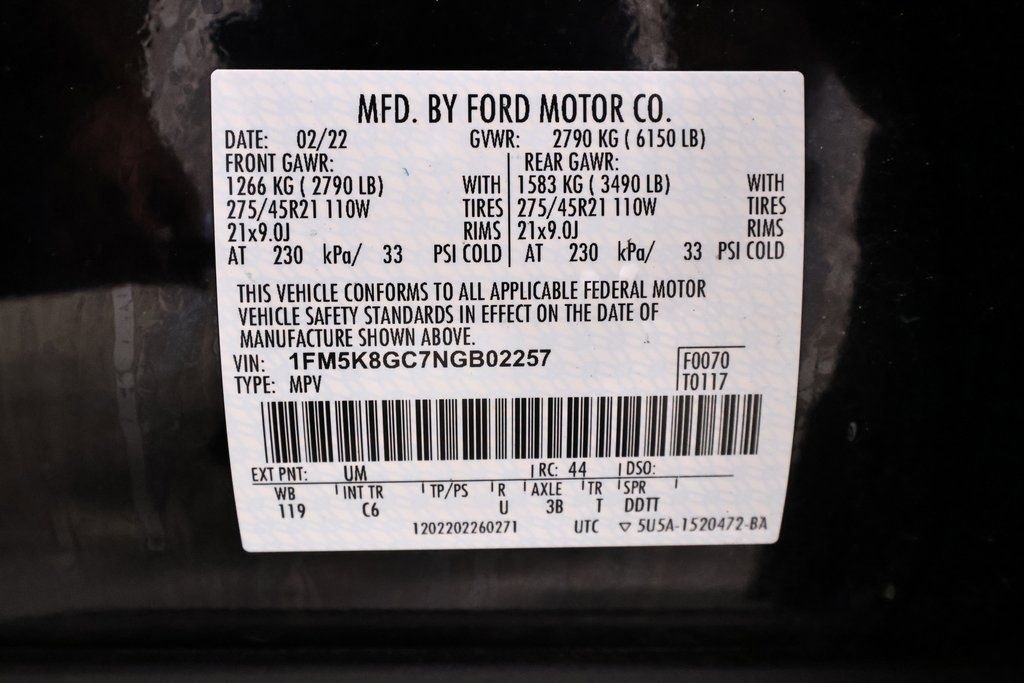 MFD. BY FORD MOTOR CO.
DATE: 02/22 GVWR: 2790 KG ( 6150 LB)
FRONT GAWR: REAR GAWR:
1266 KG ( 2790 LB) WITH 1583 KG ( 3490 LB) WITH
275/45R21 110W TIRES 275/45R21 110W TIRES
21x9.0J RIMS 21x9.0J RIMS
AT 230 kPa/ 33 PSI COLD AT 230 kPa/ 33 PSI COLD
THIS VEHICLE CONFORMS TO ALL APPLICABLE FEDERAL MOTOR
VEHICLE SAFETY STANDARDS IN EFFECT ON THE DATE OF
MANUFACTURE SHOWN ABOVE.
VIN: 1FM5K8GC7NGB02257 F0070
TYPE: MPV T0117
EXT PNT: UM RC: 44 DSO:
WB INT TR TP/PS R AXLE TR SPR
119 C6 U 3B T DDTT
1202202260271 UTC ▽ 5U5A-1520472-BA